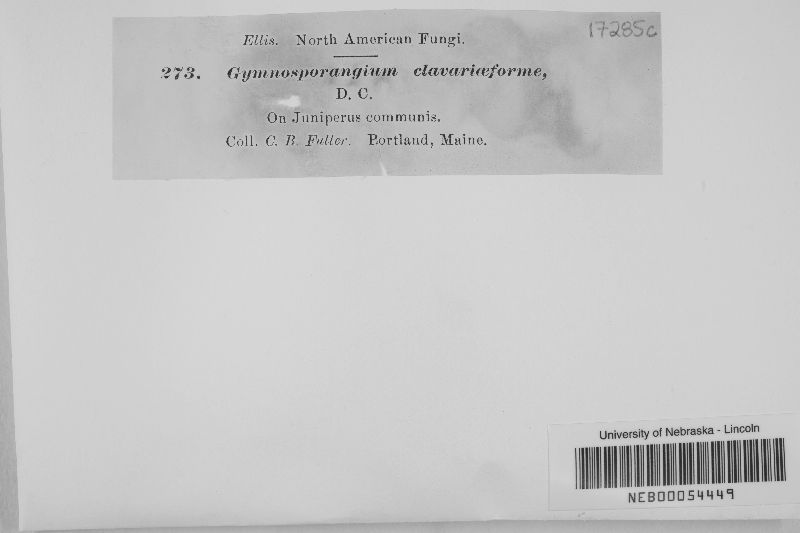 17285c
Ellis. North American Fungi.
273. Gymnosporangium clavariæforme,
D. C.
On Juniperus communis.
Coll. C. B. Fuller. Portland, Maine.
University of Nebraska - Lincoln
NEB00054449